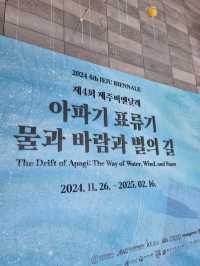 2024 4th JEJU BIENNALE
제4회 제주비엔날레
아파기 표류기
물과 바람과 별의 길
The Drift of Apagi: The Way of Water, Wind, and Stars
2024. 11. 26. - 2025. 02. 16.